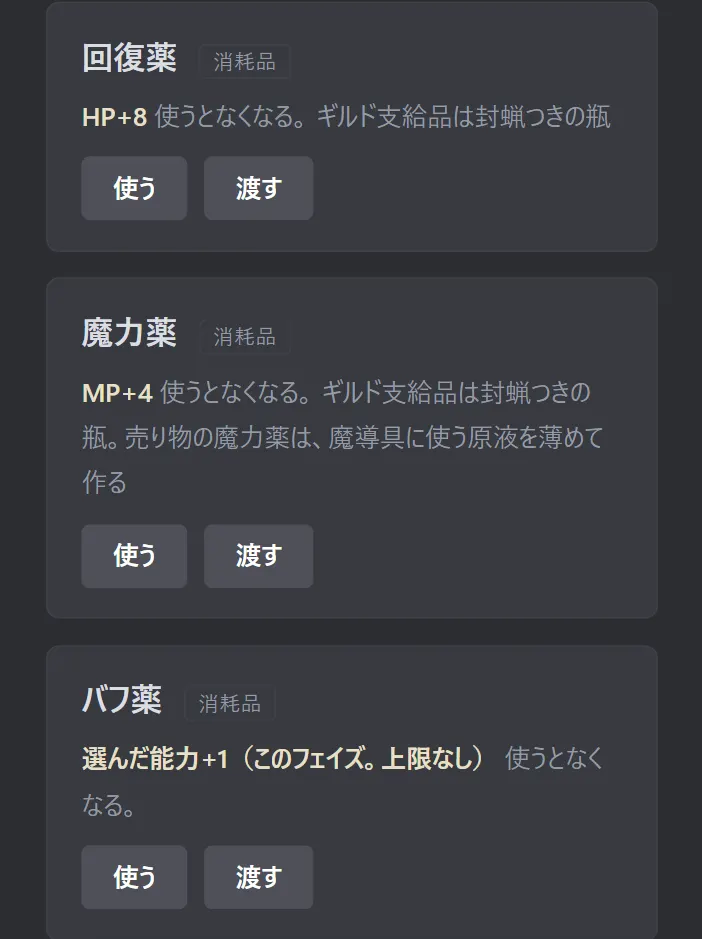 回復薬 消耗品
HP+8 使うとなくなる。ギルド支給品は封蝋つきの瓶
使う 渡す
魔力薬 消耗品
MP+4 使うとなくなる。ギルド支給品は封蝋つきの
瓶。売り物の魔力薬は、魔導具に使う原液を薄めて
作る
使う 渡す
バフ薬 消耗品
選んだ能力+1（このフェイズ。上限なし） 使うとなく
なる。
使う 渡す